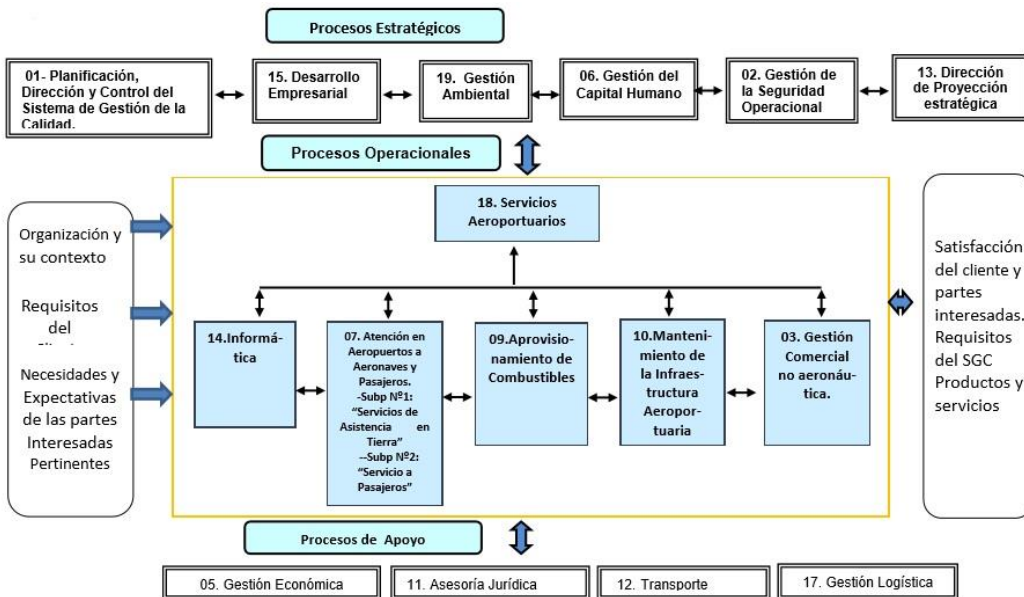 Procesos Estratégicos
01- Planificación,
Dirección y Control del
Sistema de Gestión de la
Calidad.
15. Desarrollo
Empresarial
19. Gestión
Ambiental
06. Gestión del
Capital Humano
02. Gestión de
la Seguridad
Operacional
13. Dirección
de Proyección
estratégica
Procesos Operacionales
Organización y
su contexto
Requisitos
del
Necesidades y
Expectativas
de las partes
Interesadas
Pertinentes
18. Servicios
Aeroportuarios
14.Informá-
tica
07. Atención en
Aeropuertos a
Aeronaves y
Pasajeros.
-Subp Nº1:
“Servicios de
Asistencia en
Tierra”
--Subp Nº2:
“Servicio a
Pasajeros”
09.Aprovisio-
namiento de
Combustibles
10.Manteni-
miento de
la Infraes-
tructura
Aeropor-
tuaria
03. Gestión
Comercial
no aeronáu-
tica.
Satisfacción
del cliente y
partes
interesadas.
Requisitos
del SGC
Productos y
servicios
Procesos de Apoyo
05. Gestión Económica
11. Asesoría Jurídica
12. Transporte
17. Gestión Logística